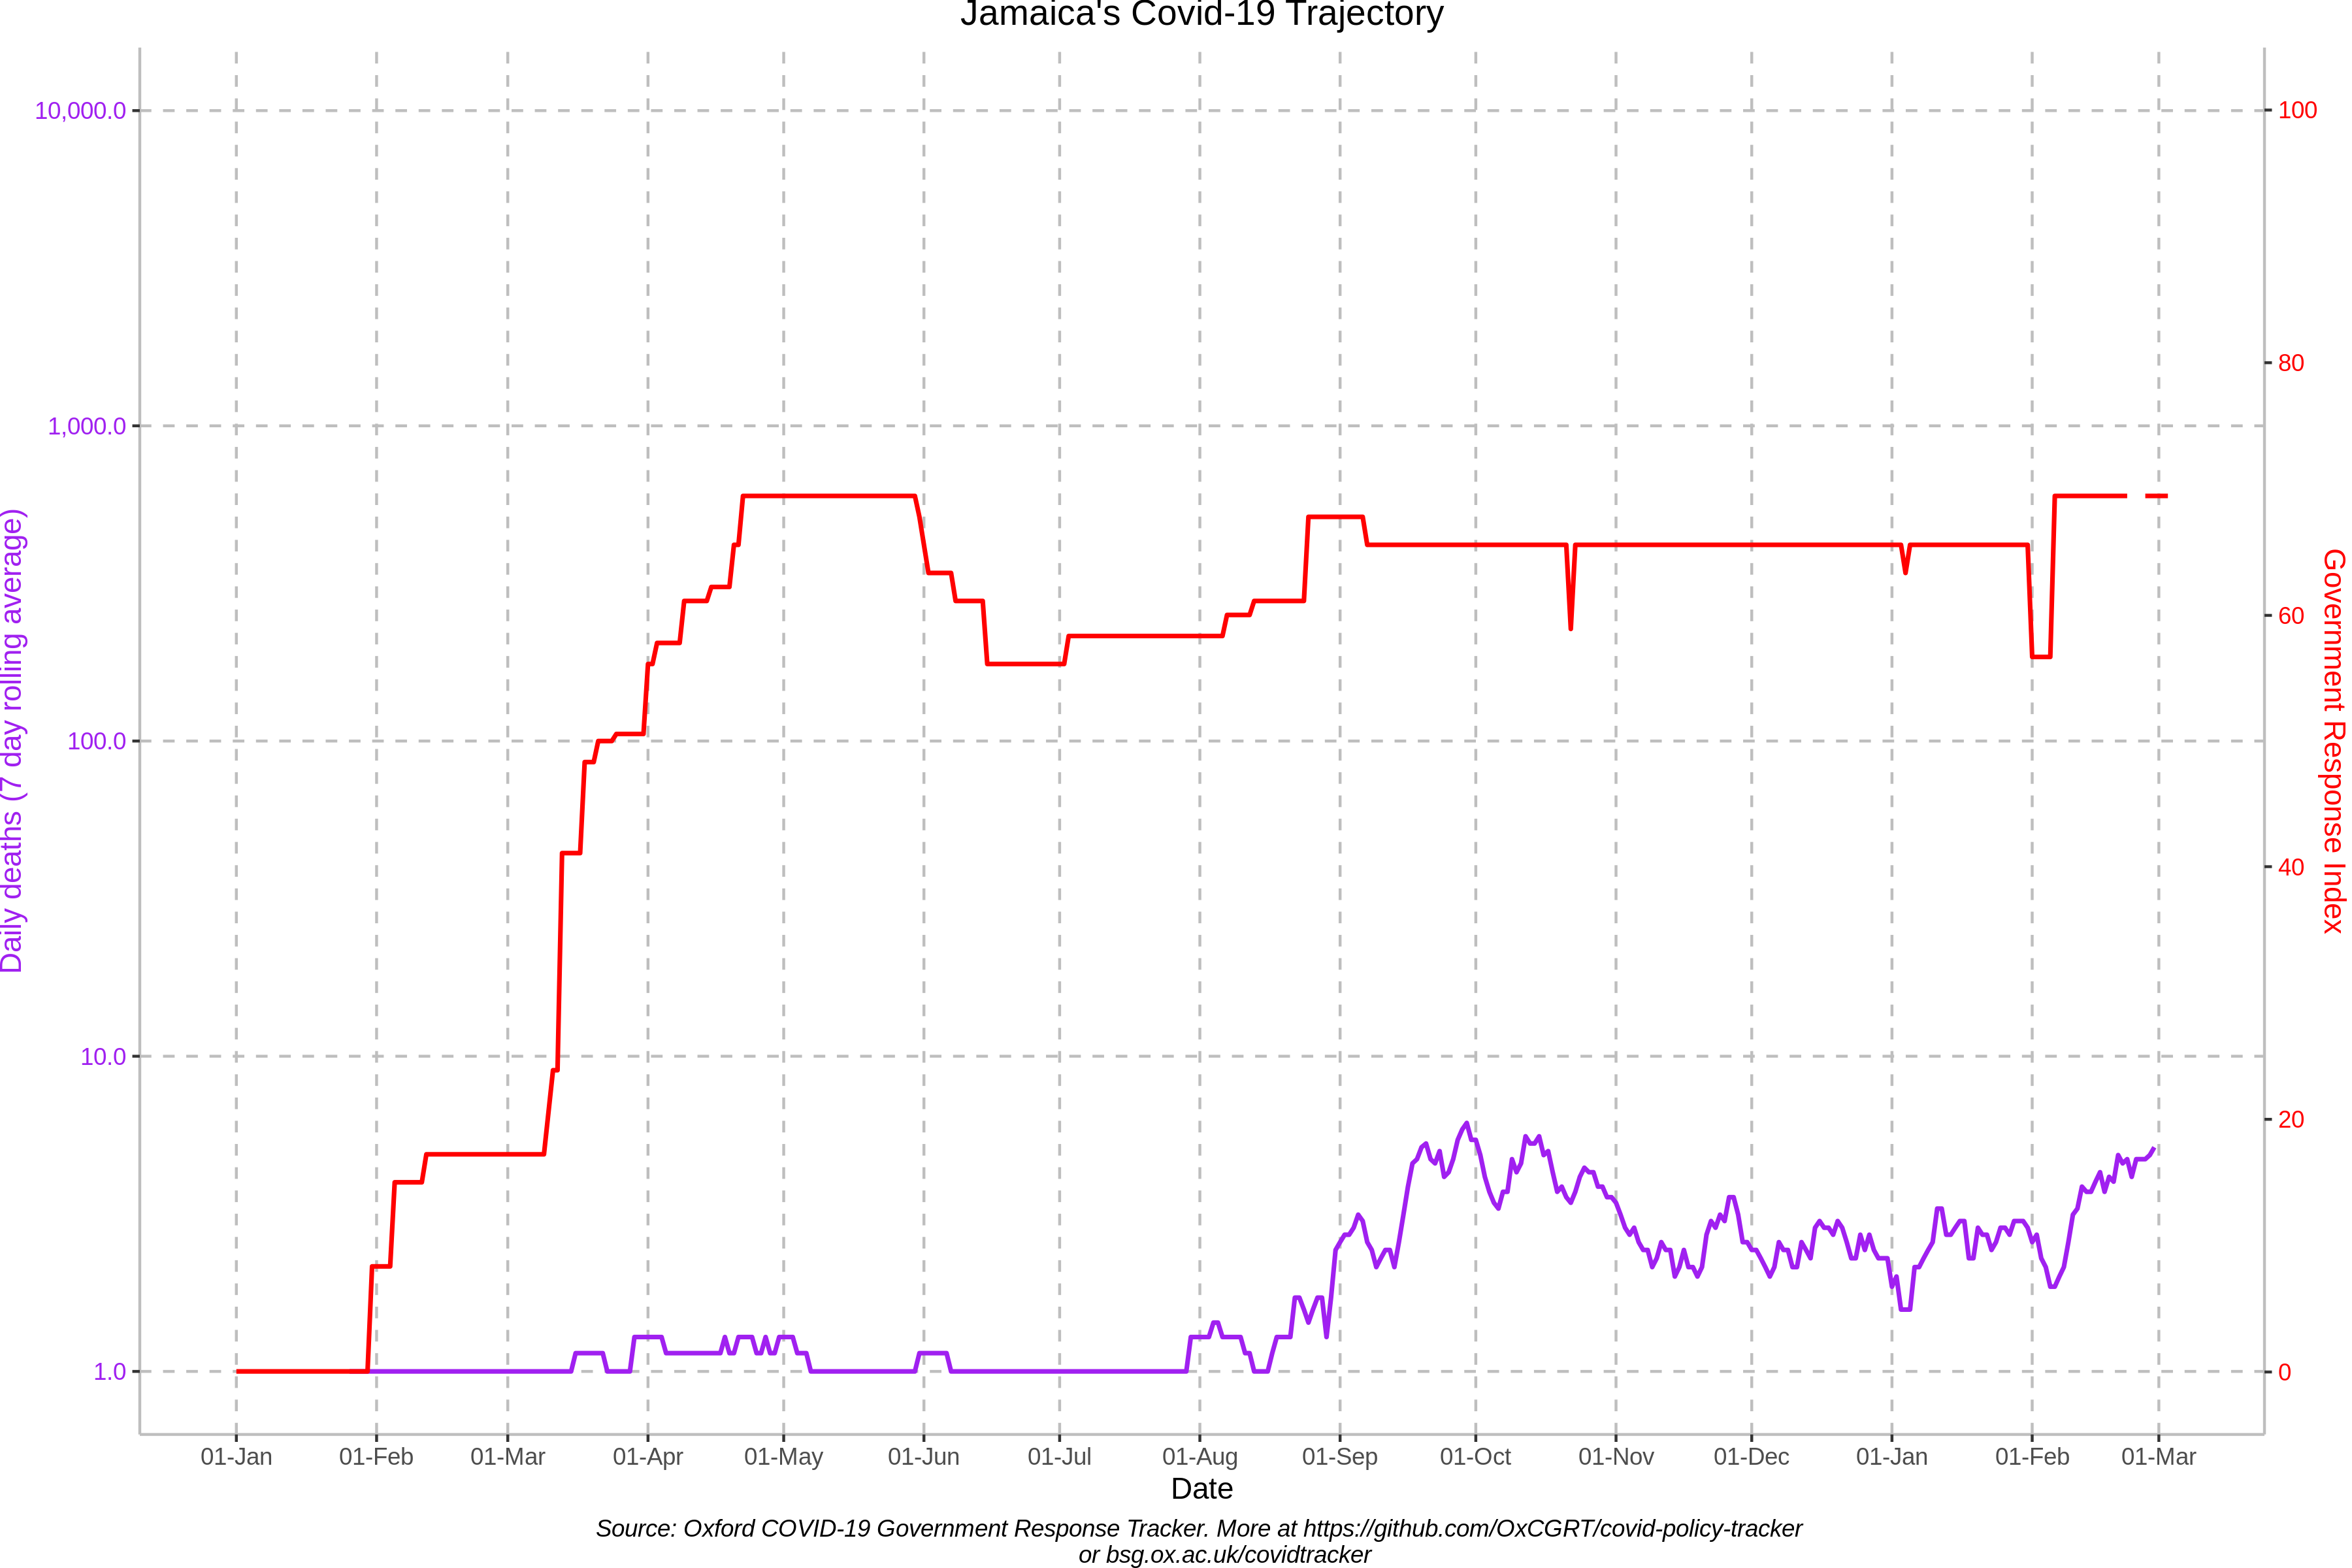 Jamaica's Covid-19 Trajectory
10,000.0
1,000.0
100.0
10.0
1.0
Daily deaths (7 day rolling average)
100
80
60
40
20
0
Government Response Index
01-Jan
01-Feb
01-Mar
01-Apr
01-May
01-Jun
01-Jul
01-Aug
01-Sep
01-Oct
01-Nov
01-Dec
01-Jan
01-Feb
01-Mar
Date
Source: Oxford COVID-19 Government Response Tracker. More at https://github.com/OxCGRT/covid-policy-tracker
or bsg.ox.ac.uk/covidtracker